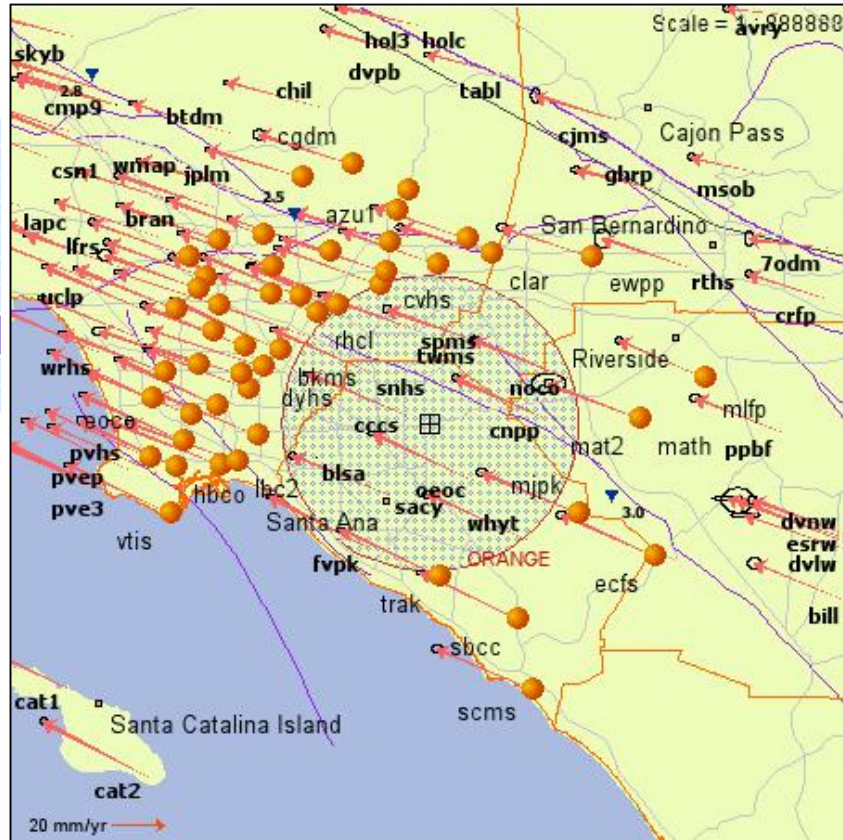 Scale = 1 : 888868
avry
hol3 holc
skyb
dvpb
2.8
chil
tabl
cmp9
btdm
cjms
Cajon Pass
cgdm
csn1
wmap
jplm
ghrp
msob
2.5
lapc
bran
azu1
San Bernardino
lfrs
7odm
clar
ewpp
rths
uclp
cvhs
crfp
rhcl
spms
twms
Riverside
wrhs
bkms
snhs
noco
dyhs
mlfp
eoco
cccs
cnpp
mat2
math
ppbf
pvhs
blsa
pvep
hbco
lbc2
oeoc
mjpk
sacy
3.0
pve3
Santa Ana
whyt
dvnw
vtis
esrw
fvpk
ORANGE
dvlw
ecfs
trak
bill
sbcc
cat1
scms
Santa Catalina Island
cat2
20 mm/yr